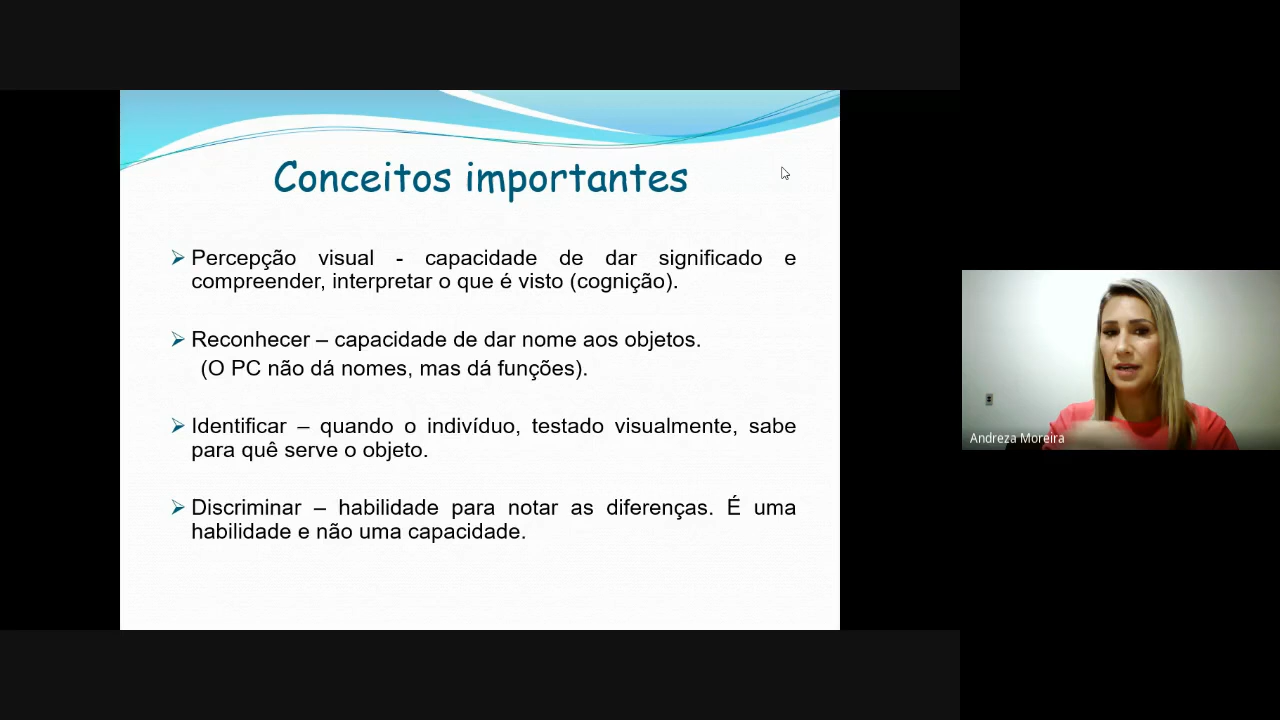 Conceitos importantes
➢ Percepção visual - capacidade de dar significado e
compreender, interpretar o que é visto (cognição).
➢ Reconhecer – capacidade de dar nome aos objetos.
(O PC não dá nomes, mas dá funções).
➢ Identificar – quando o indivíduo, testado visualmente, sabe
para quê serve o objeto.
➢ Discriminar – habilidade para notar as diferenças. É uma
habilidade e não uma capacidade.
Andreza Moreira